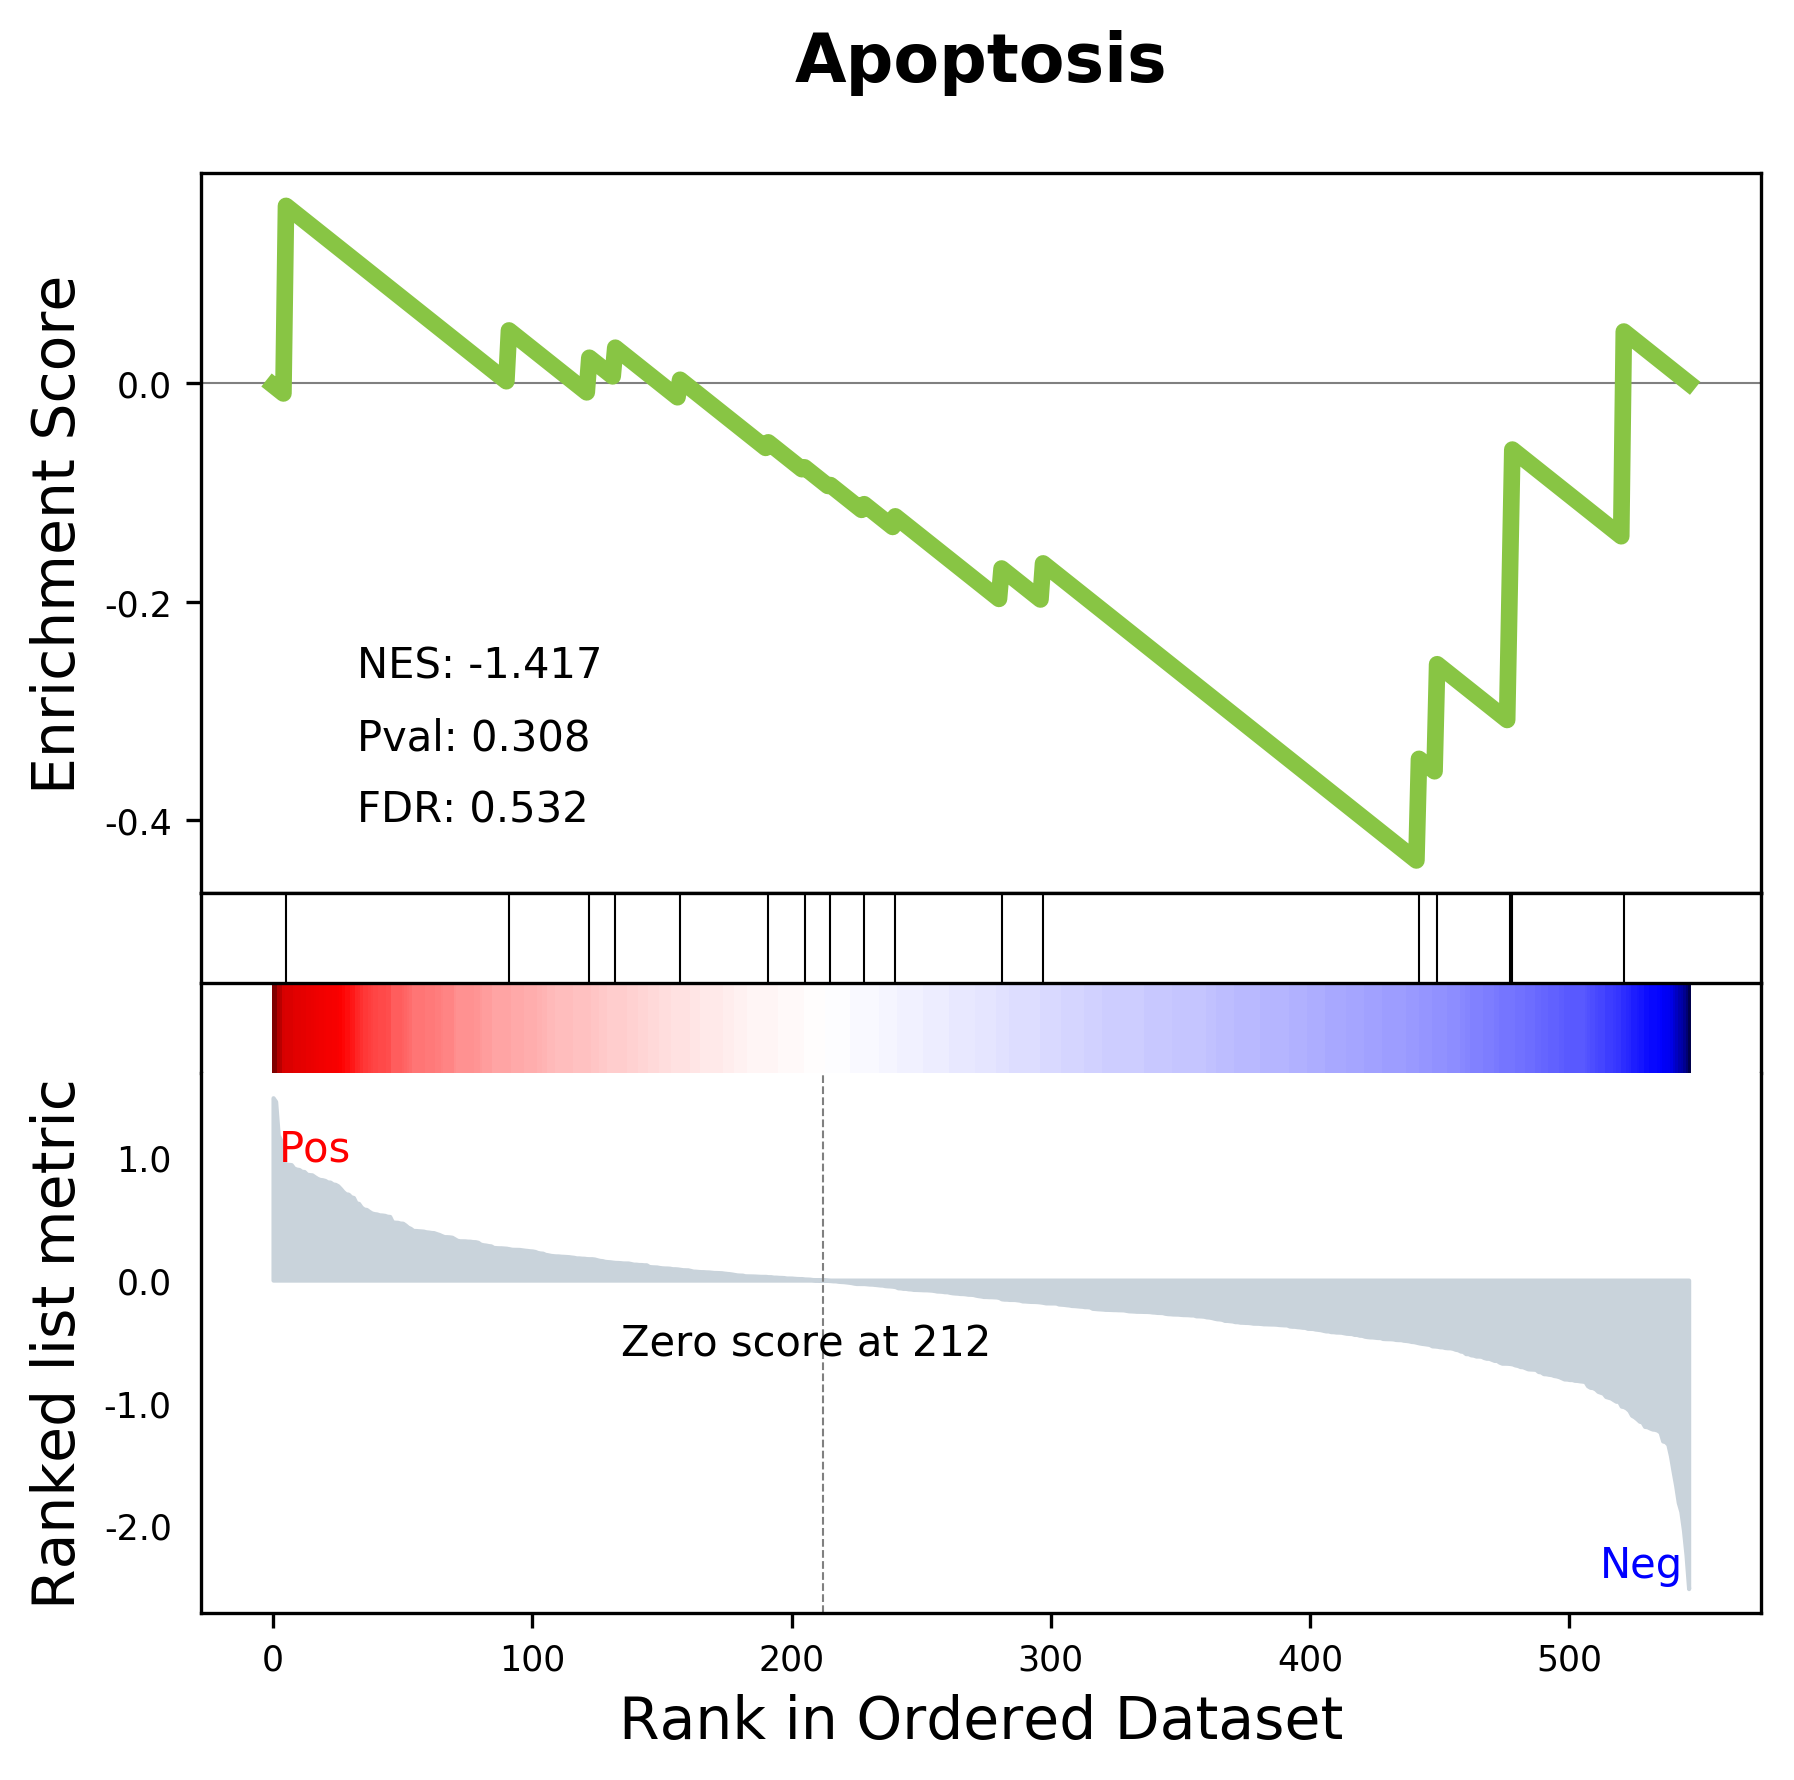 Apoptosis
Enrichment Score
0.0
-0.2
-0.4
NES: -1.417
Pval: 0.308
FDR: 0.532
Ranked list metric
1.0
0.0
-1.0
-2.0
Pos
Zero score at 212
Neg
0 100 200 300 400 500
Rank in Ordered Dataset